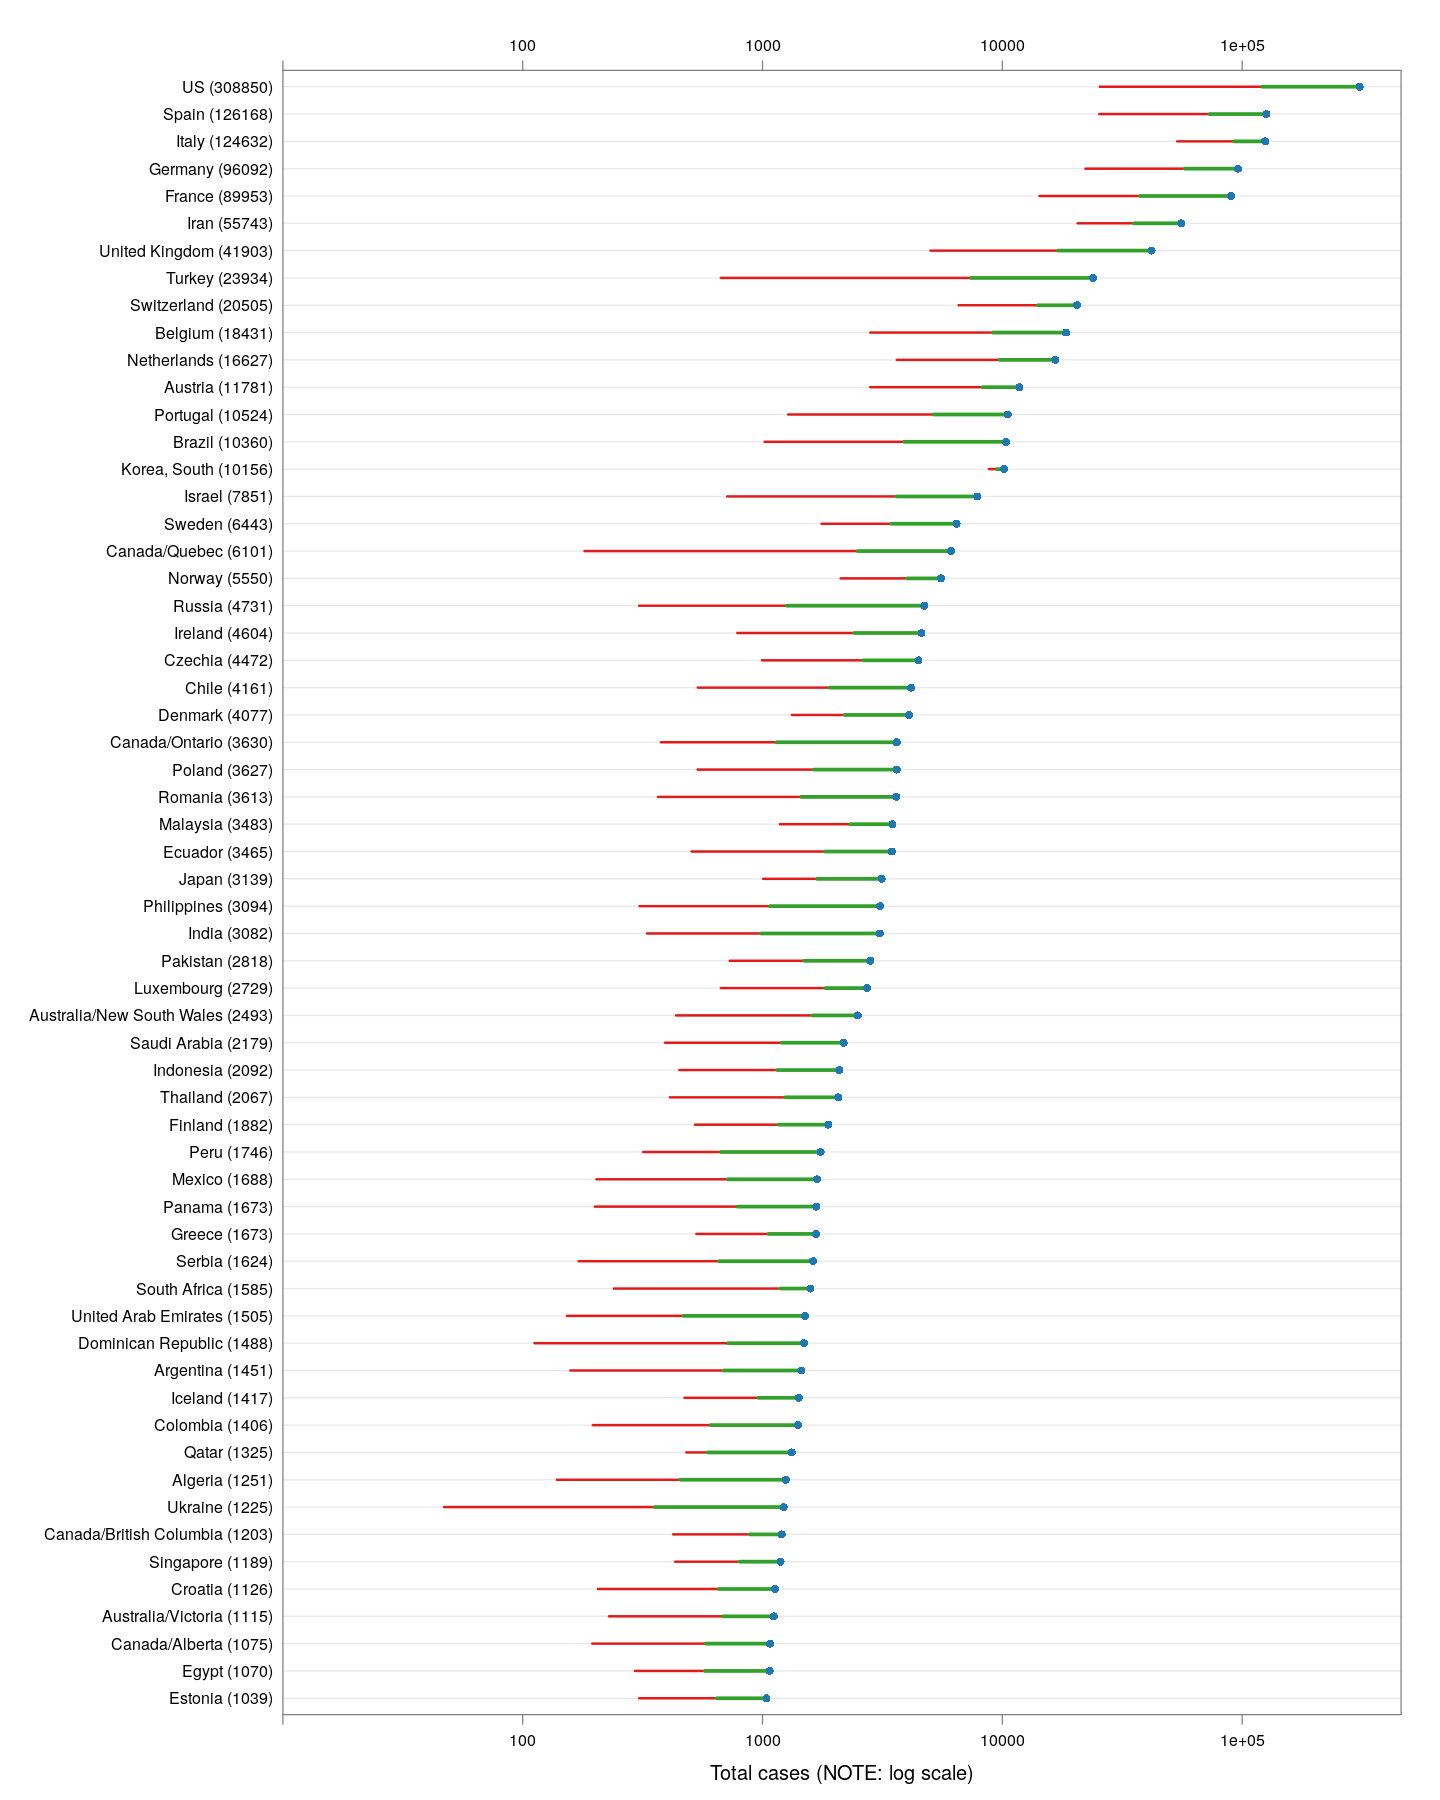 100 1000 10000 1e+05
US (308850)
Spain (126168)
Italy (124632)
Germany (96092)
France (89953)
Iran (55743)
United Kingdom (41903)
Turkey (23934)
Switzerland (20505)
Belgium (18431)
Netherlands (16627)
Austria (11781)
Portugal (10524)
Brazil (10360)
Korea, South (10156)
Israel (7851)
Sweden (6443)
Canada/Quebec (6101)
Norway (5550)
Russia (4731)
Ireland (4604)
Czechia (4472)
Chile (4161)
Denmark (4077)
Canada/Ontario (3630)
Poland (3627)
Romania (3613)
Malaysia (3483)
Ecuador (3465)
Japan (3139)
Philippines (3094)
India (3082)
Pakistan (2818)
Luxembourg (2729)
Australia/New South Wales (2493)
Saudi Arabia (2179)
Indonesia (2092)
Thailand (2067)
Finland (1882)
Peru (1746)
Mexico (1688)
Panama (1673)
Greece (1673)
Serbia (1624)
South Africa (1585)
United Arab Emirates (1505)
Dominican Republic (1488)
Argentina (1451)
Iceland (1417)
Colombia (1406)
Qatar (1325)
Algeria (1251)
Ukraine (1225)
Canada/British Columbia (1203)
Singapore (1189)
Croatia (1126)
Australia/Victoria (1115)
Canada/Alberta (1075)
Egypt (1070)
Estonia (1039)
100 1000 10000 1e+05
Total cases (NOTE: log scale)